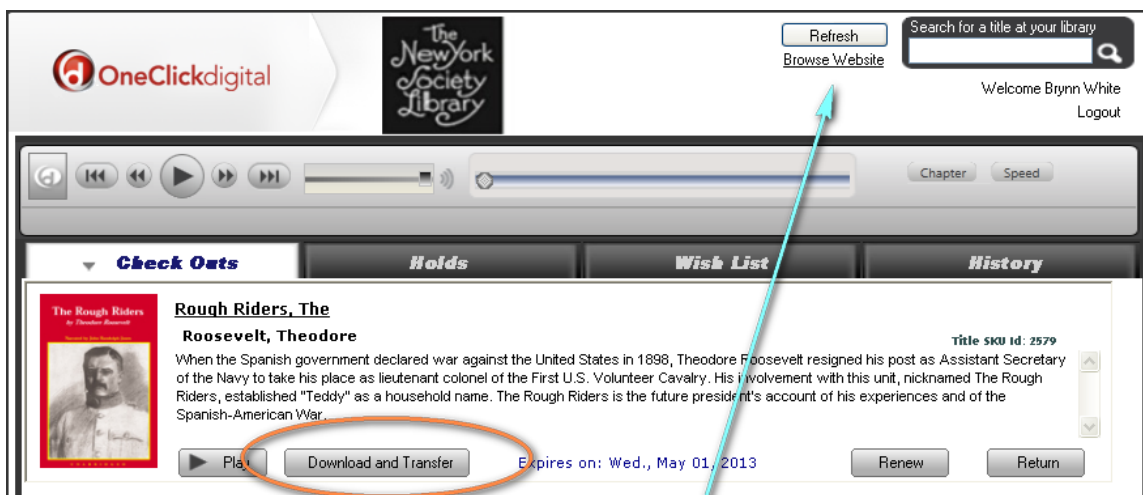 OneClickdigital
The
New York
Society
Library
Refresh
Browse Website
Search for a title at your library
Welcome Brynn White
Logout
Chapter
Speed
Check Outs
Holds
Wish List
History
The Rough Riders
by Theodore Roosevelt
Rough Riders, The
Roosevelt, Theodore
Title SKU Id: 2579
When the Spanish government declared war against the United States in 1898, Theodore Roosevelt resigned his post as Assistant Secretary
of the Navy to take his place as lieutenant colonel of the First U.S. Volunteer Cavalry. His involvement with this unit, nicknamed The Rough
Riders, established "Teddy" as a household name. The Rough Riders is the future president's account of his experiences and of the
Spanish-American War.
Play
Download and Transfer
Expires on: Wed., May 01, 2013
Renew
Return